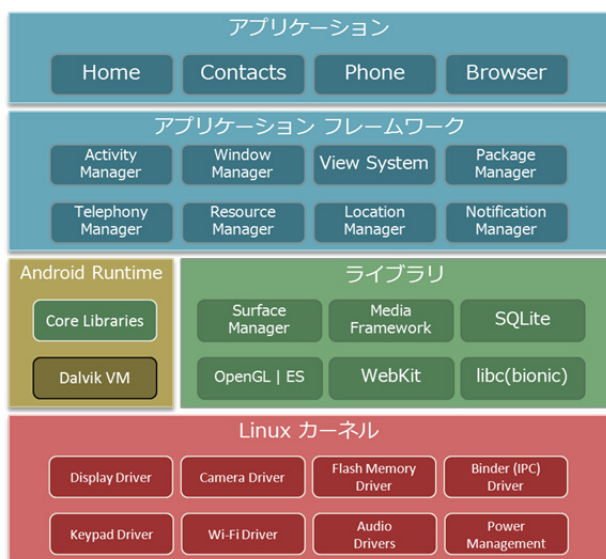 アプリケーション
Home Contacts Phone Browser
アプリケーション フレームワーク
Activity Manager
Window Manager
View System
Package Manager
Telephony Manager
Resource Manager
Location Manager
Notification Manager
Android Runtime
Core Libraries
Dalvik VM
ライブラリ
Surface Manager
Media Framework
SQLite
OpenGL | ES
WebKit
libc(bionic)
Linux カーネル
Display Driver
Camera Driver
Flash Memory Driver
Binder (IPC) Driver
Keypad Driver
Wi-Fi Driver
Audio Drivers
Power Management